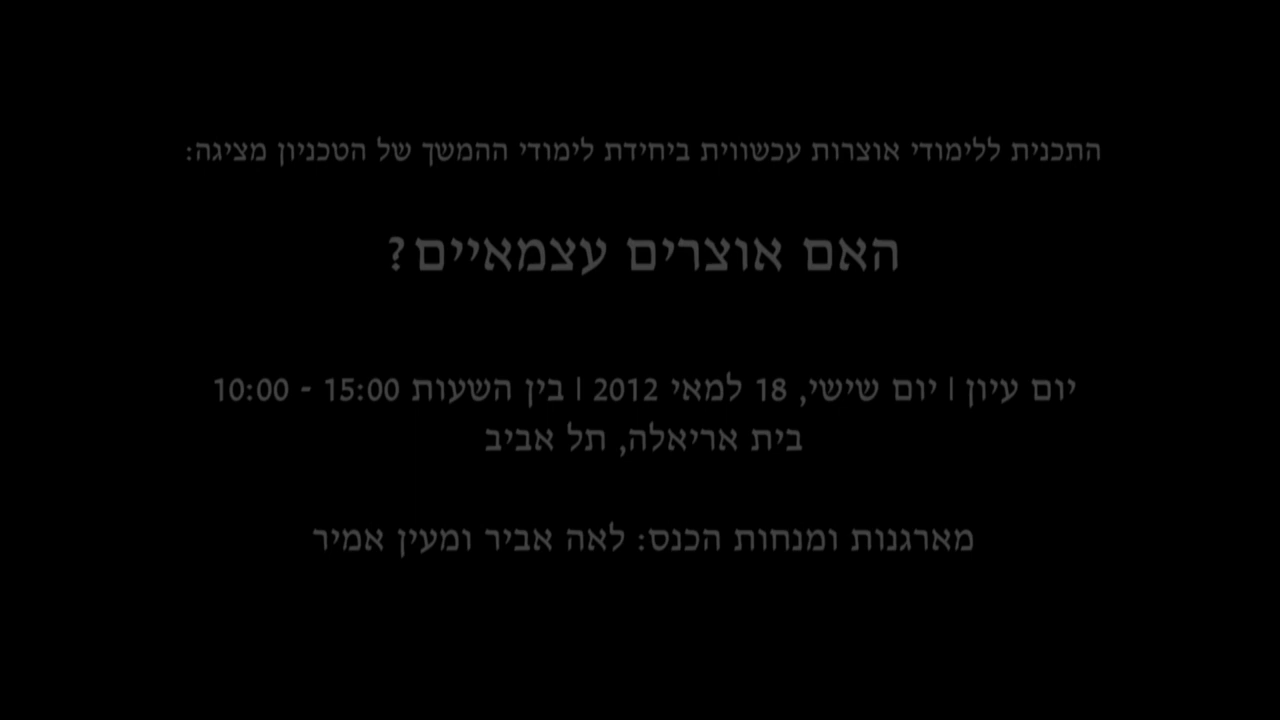 התכנית ללימודי אוצרות עכשווית ביחידת לימודי ההמשך של הטכניון מציגה:
האם אוצרים עצמאיים?
יום עיון | יום שישי, 18 למאי 2012 | בין השעות 15:00 - 10:00
בית אריאלה, תל אביב
מארגנות ומנחות הכנס: לאה אביר ומעין אמיר